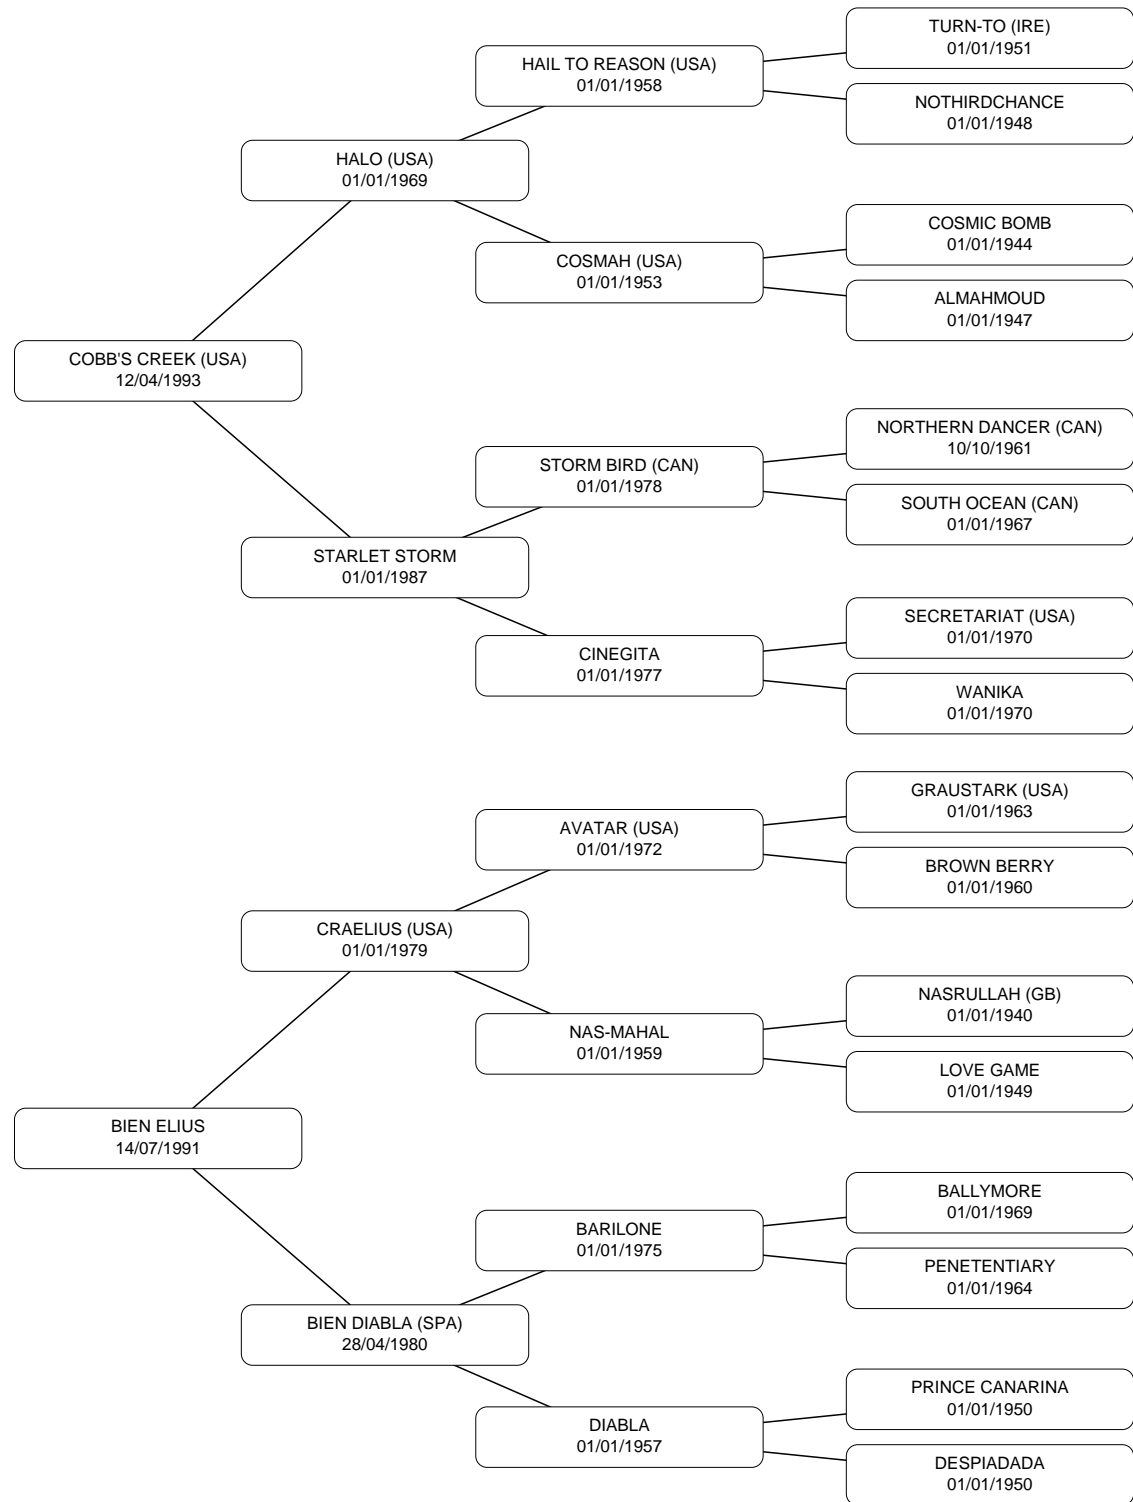 TURN-TO (IRE)
01/01/1951
HAIL TO REASON (USA)
01/01/1958
NOTHIRDCHANCE
01/01/1948
HALO (USA)
01/01/1969
COSMIC BOMB
01/01/1944
COSMAH (USA)
01/01/1953
ALMAHMOUD
01/01/1947
COBB'S CREEK (USA)
12/04/1993
NORTHERN DANCER (CAN)
10/10/1961
STORM BIRD (CAN)
01/01/1978
SOUTH OCEAN (CAN)
01/01/1967
STARLET STORM
01/01/1987
SECRETARIAT (USA)
01/01/1970
CINEGITA
01/01/1977
WANIKA
01/01/1970
GRAUSTARK (USA)
01/01/1963
AVATAR (USA)
01/01/1972
BROWN BERRY
01/01/1960
CRAELIUS (USA)
01/01/1979
NASRULLAH (GB)
01/01/1940
NAS-MAHAL
01/01/1959
LOVE GAME
01/01/1949
BIEN ELIUS
14/07/1991
BALLYMORE
01/01/1969
BARILONE
01/01/1975
PENETENTIARY
01/01/1964
BIEN DIABLA (SPA)
28/04/1980
PRINCE CANARINA
01/01/1950
DIABLA
01/01/1957
DESPIADADA
01/01/1950